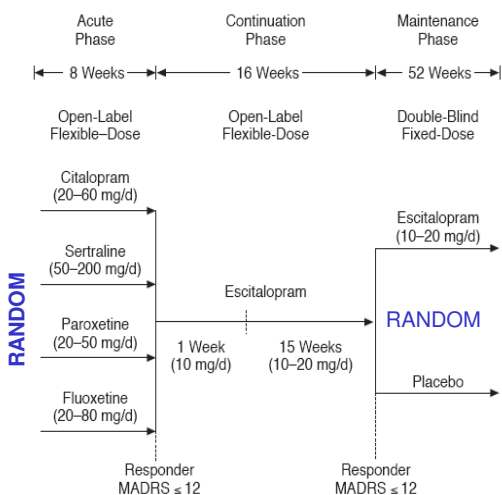 Acute
Phase
Continuation
Phase
Maintenance
Phase
8 Weeks
16 Weeks
52 Weeks
Open-Label
Flexible–Dose
Open-Label
Flexible-Dose
Double-Blind
Fixed-Dose
RANDOM
Citalopram
(20–60 mg/d)
Sertraline
(50–200 mg/d)
Paroxetine
(20–50 mg/d)
Fluoxetine
(20–80 mg/d)
Escitalopram
1 Week
(10 mg/d)
15 Weeks
(10–20 mg/d)
Escitalopram
(10–20 mg/d)
RANDOM
Placebo
Responder
MADRS ≤ 12
Responder
MADRS ≤ 12